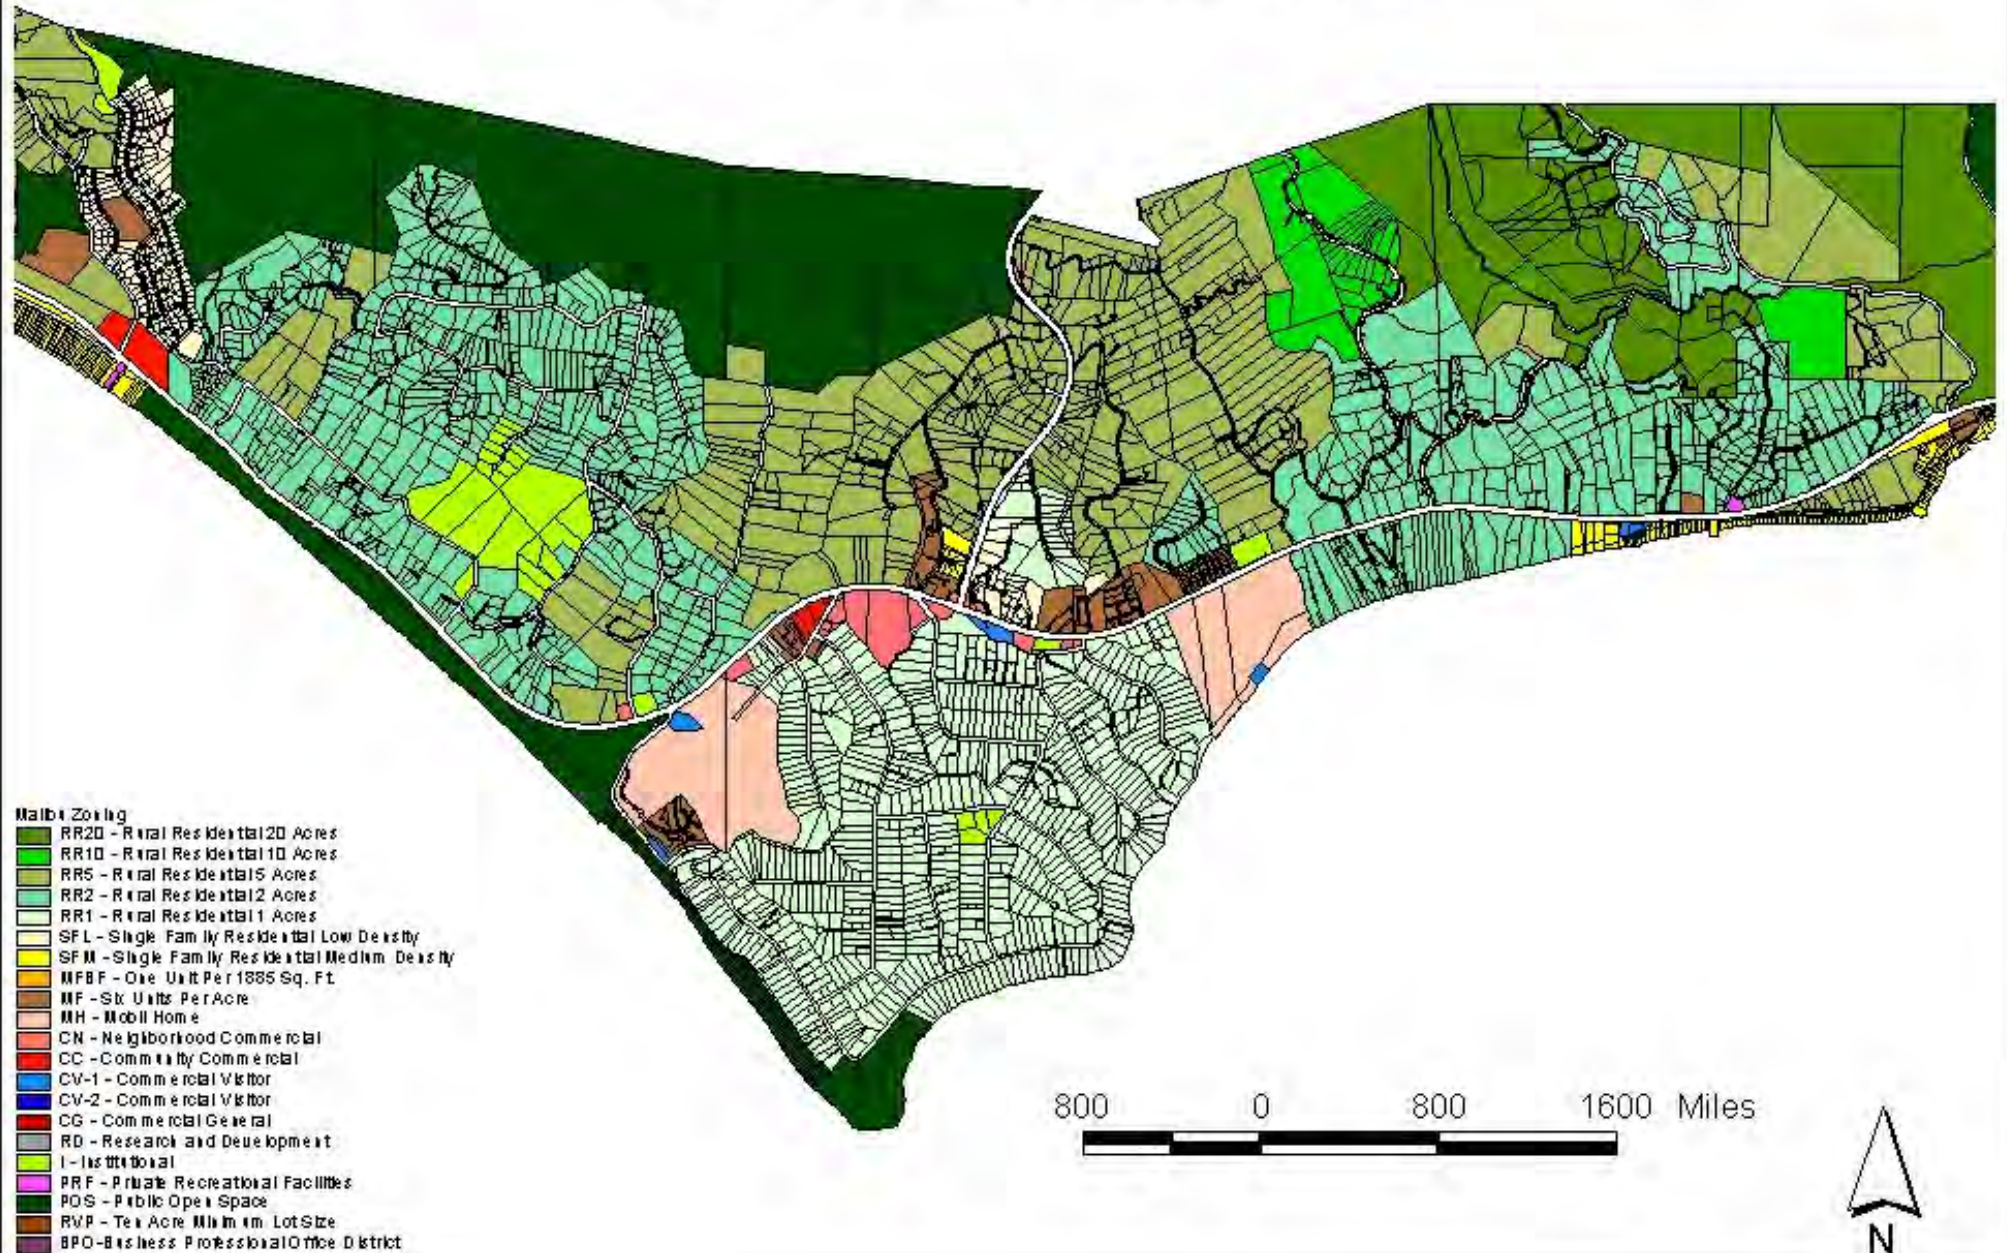 Malibu Zoning
RR20 - Rural Residential 20 Acres
RR10 - Rural Residential 10 Acres
RR5 - Rural Residential 5 Acres
RR2 - Rural Residential 2 Acres
RR1 - Rural Residential 1 Acres
SFL - Single Family Residential Low Density
SFM - Single Family Residential Medium Density
MFBF - One Unit Per 1885 Sq. Ft.
MF - Six Units Per Acre
MH - Mobil Home
CN - Neighborhood Commercial
CC - Community Commercial
CV-1 - Commercial Visitor
CV-2 - Commercial Visitor
CG - Commercial General
RD - Research and Development
I - Institutional
PRF - Private Recreational Facilities
POS - Public Open Space
RVP - Ten Acre Minimum Lot Size
BPO-Business Professional Office District
800 0 800 1600 Miles
N